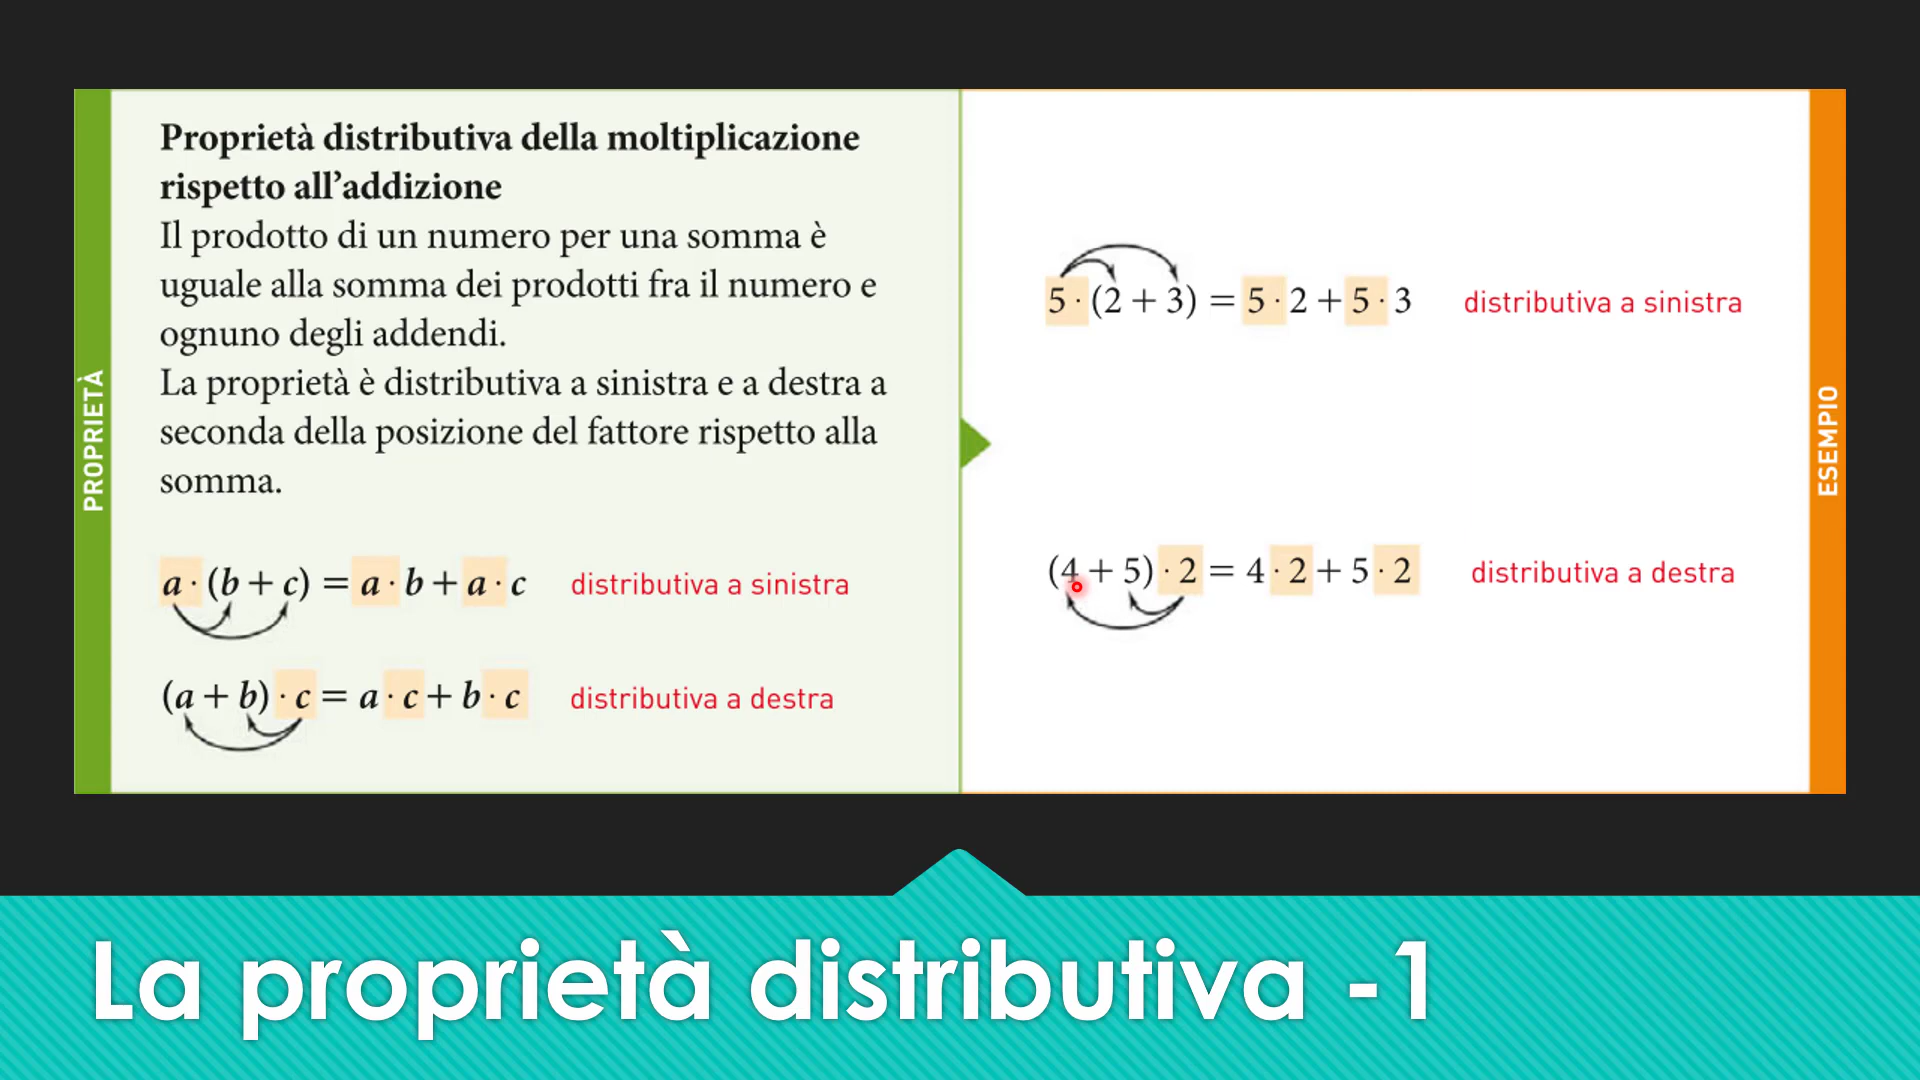 PROPRIETÀ
Proprietà distributiva della moltiplicazione
rispetto all’addizione
Il prodotto di un numero per una somma è
uguale alla somma dei prodotti fra il numero e
ognuno degli addendi.
La proprietà è distributiva a sinistra e a destra a
seconda della posizione del fattore rispetto alla
somma.
a · (b + c) = a · b + a · c distributiva a sinistra
(a + b) · c = a · c + b · c distributiva a destra
5 · (2 + 3) = 5 · 2 + 5 · 3 distributiva a sinistra
(4 + 5) · 2 = 4 · 2 + 5 · 2 distributiva a destra
ESEMPIO
La proprietà distributiva -1